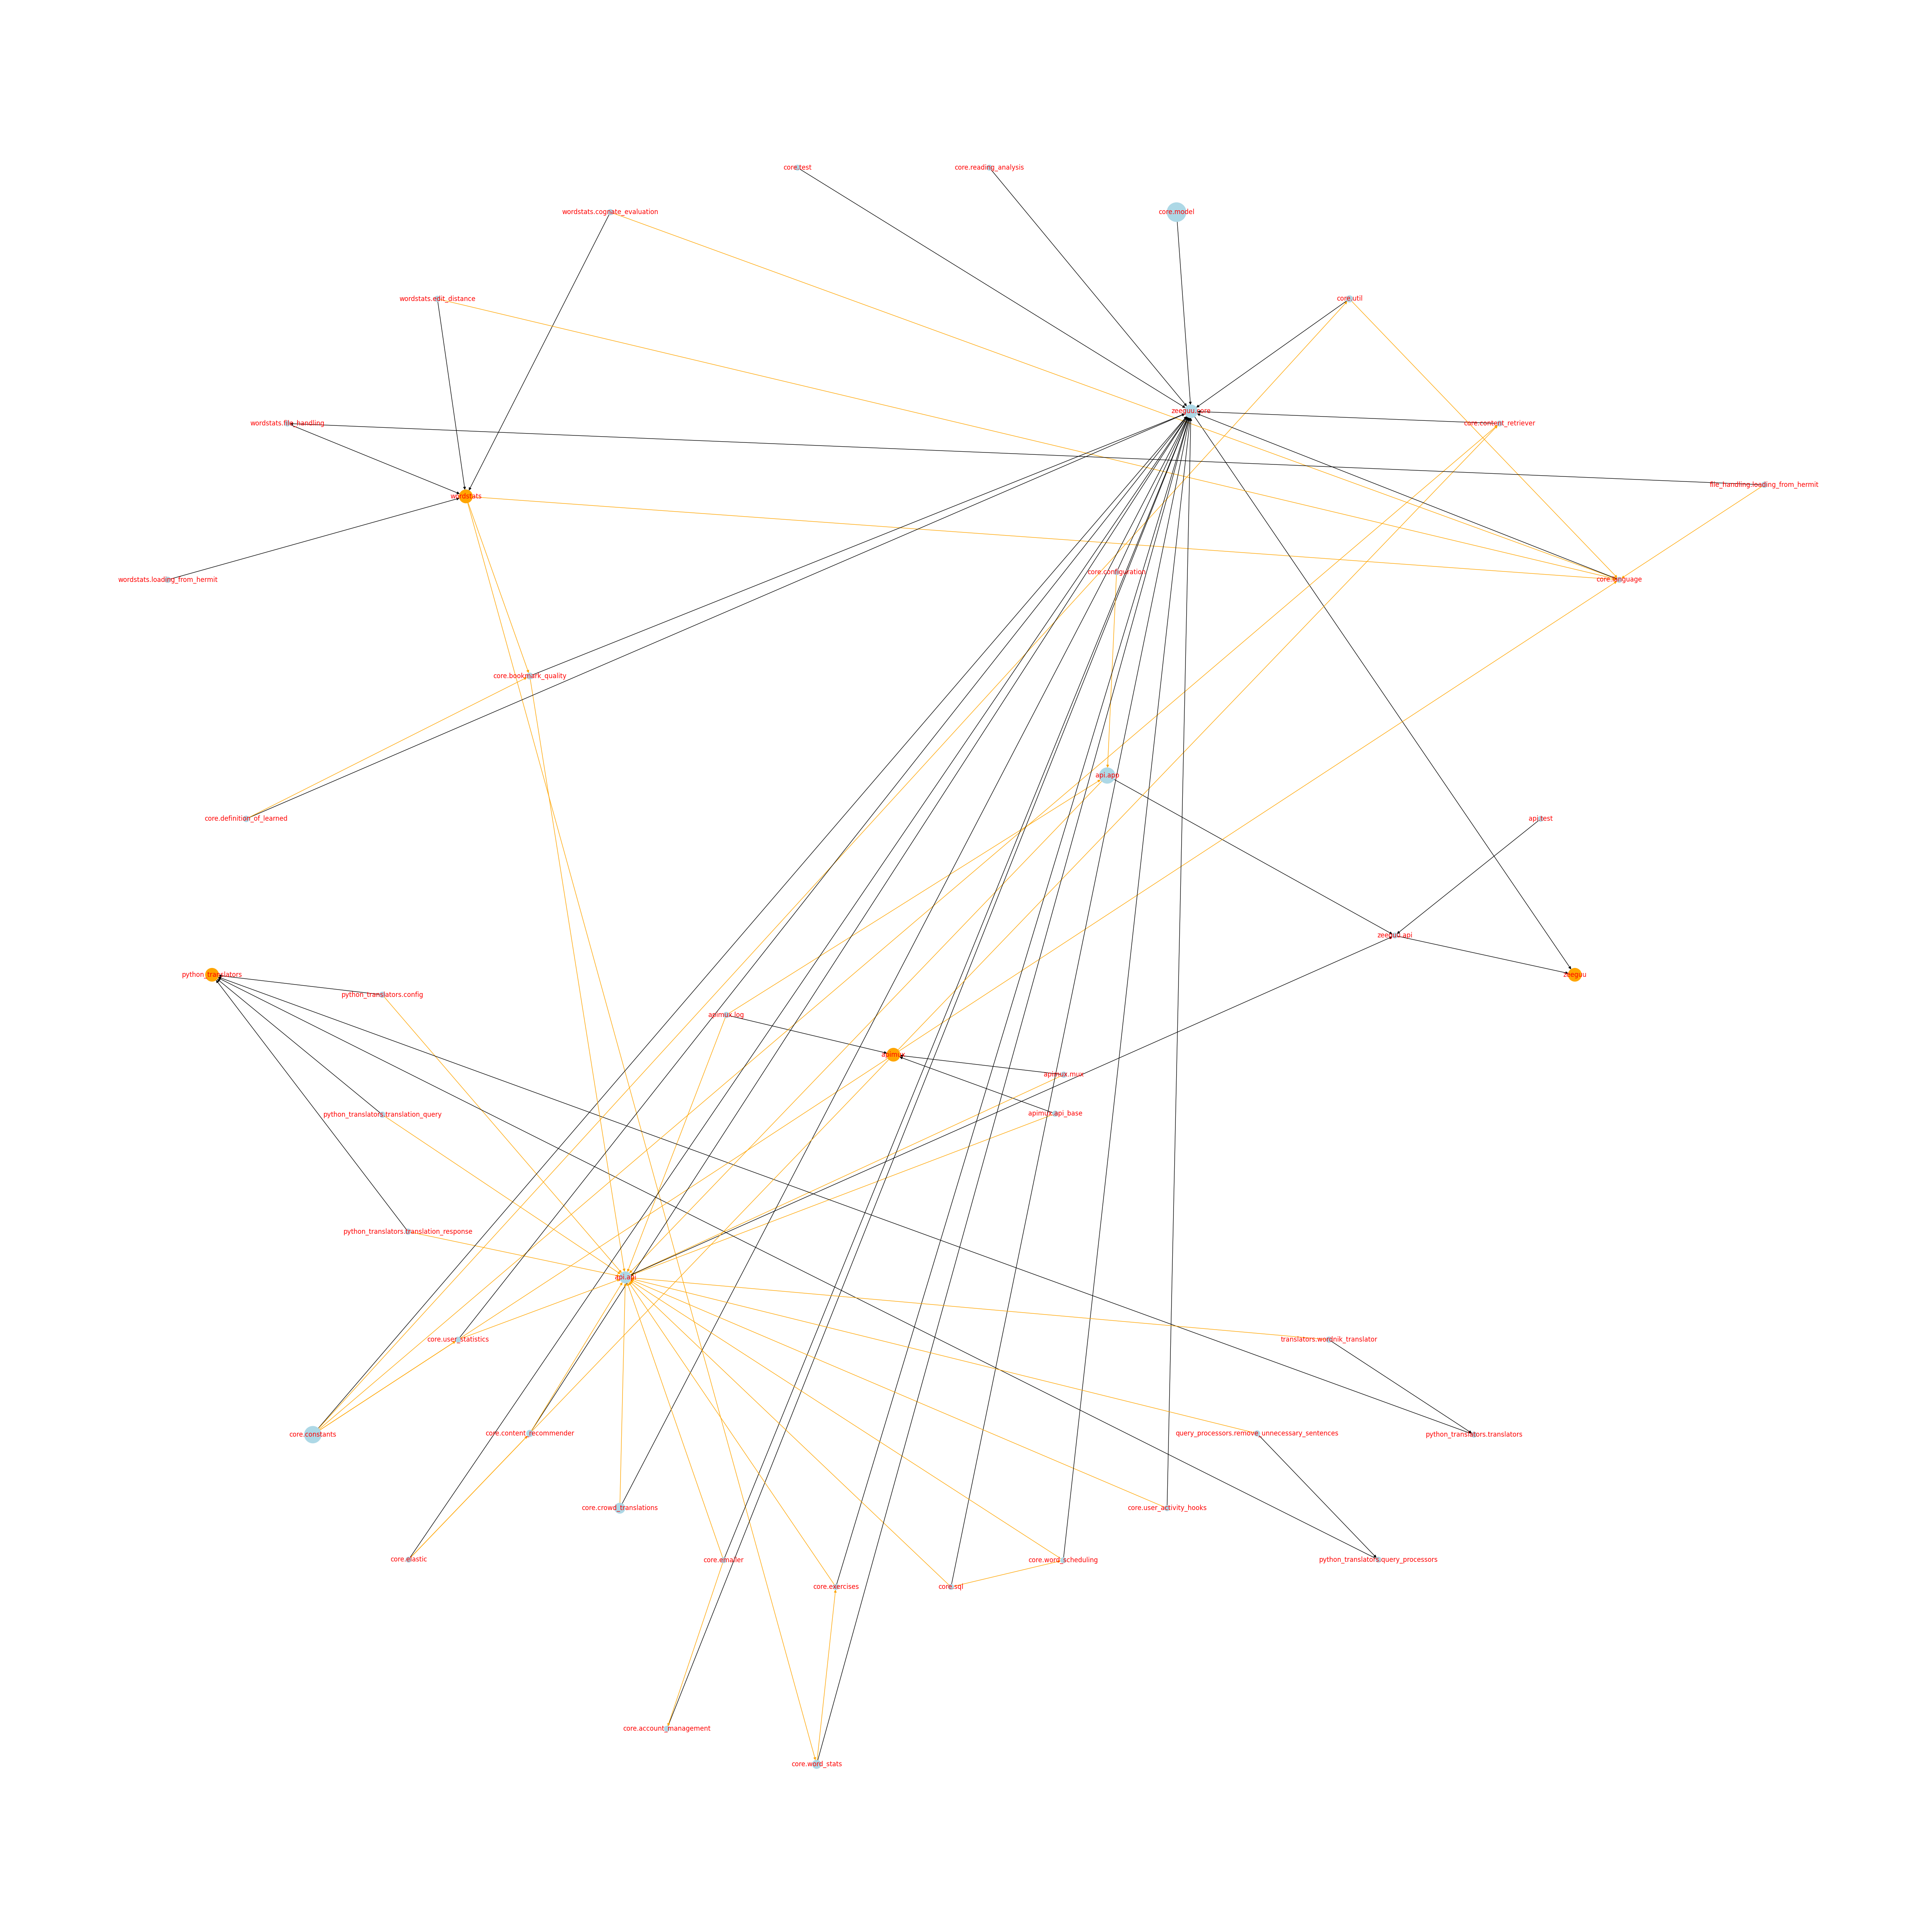 core.test
core.reading_analysis
wordstats.cognate_evaluation
core.model
wordstats.edit_distance
core.util
zeeguu.core
wordstats.file_handling
core.content_retriever
file_handling.loading_from_hermit
wordstats
core.configuration
wordstats.loading_from_hermit
core.language
core.bookmark_quality
api.app
core.definition_of_learned
api.test
zeeguu.api
python_translators
zeeguu
python_translators.config
apimux.log
apimux
apimux.mux
python_translators.translation_query
apimux.api_base
python_translators.translation_response
api.api
core.user_statistics
translators.wordnik_translator
core.constants
core.content_recommender
query_processors.remove_unnecessary_sentences
python_translators.translators
core.crowd_translations
core.user_activity_hooks
core.elastic
core.emailer
core.word_scheduling
python_translators.query_processors
core.exercises
core.sql
core.account_management
core.word_stats